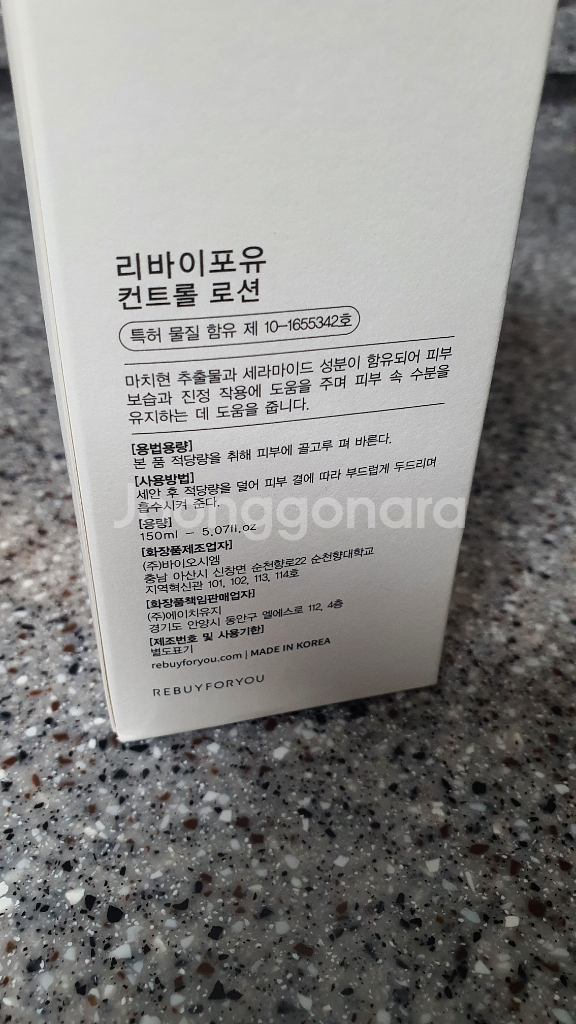 리바이포유
컨트롤 로션
특허 물질 함유 제 10-1655342호
마치현 추출물과 세라마이드 성분이 함유되어 피부
보습과 진정 작용에 도움을 주며 피부 속 수분을
유지하는 데 도움을 줍니다.
[용법용량]
본 품 적당량을 취해 피부에 골고루 펴 바른다.
[사용방법]
세안 후 적당량을 덜어 피부 결에 따라 부드럽게 두드리며
흡수시켜 준다.
Joonggonara
[용량]
150ml - 5.07fl.oz
[화장품제조업자]
(주)바이오시엠
충남 아산시 신창면 순천향로22 순천향대학교
지역혁신관 101, 102, 113, 114호
[화장품책임판매업자]
(주)에이치유지
경기도 안양시 동안구 엘에스로 112, 4층
[제조번호 및 사용기한]
별도표기
rebuyforyou.com | MADE IN KOREA
REBUYFORYOU